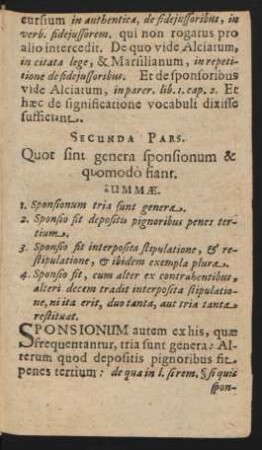 cursum in authentica, de fidejussoribus, in
verb. fidejussorem. qui non rogatus pro
alio intercedit. De quo vide Alciatum,
in citata lege, & Marsilianum, in repeti-
tione de fidejussoribus. Et de sponsoribus
vide Alciatum, in parer. lib. 1. cap. 2. Et
hæc de significatione vocabuli dixisse
sufficiant.
SECUNDA PARS.
Quot sint genera sponsionum &
quomodò fiant.
SUMMÆ.
1. Sponsionum tria sunt genera.
2. Sponsio fit depositis pignoribus penes ter-
tium.
3. Sponsio fit interposita stipulatione, & re-
stipulatione, & ibidem exempla plura.
4. Sponsio fit, cum alter ex contrahentibus,
alteri decem tradit interposita stipulatio-
ne, ni ita erit, duo tanta, aut tria tanta
restituat.
SPONSIONUM autem ex his, quæ
frequentantur, tria sunt genera: Al-
terum quod depositis pignoribus fit
penes tertium: de qua in l. si rem. § si quis
spon-